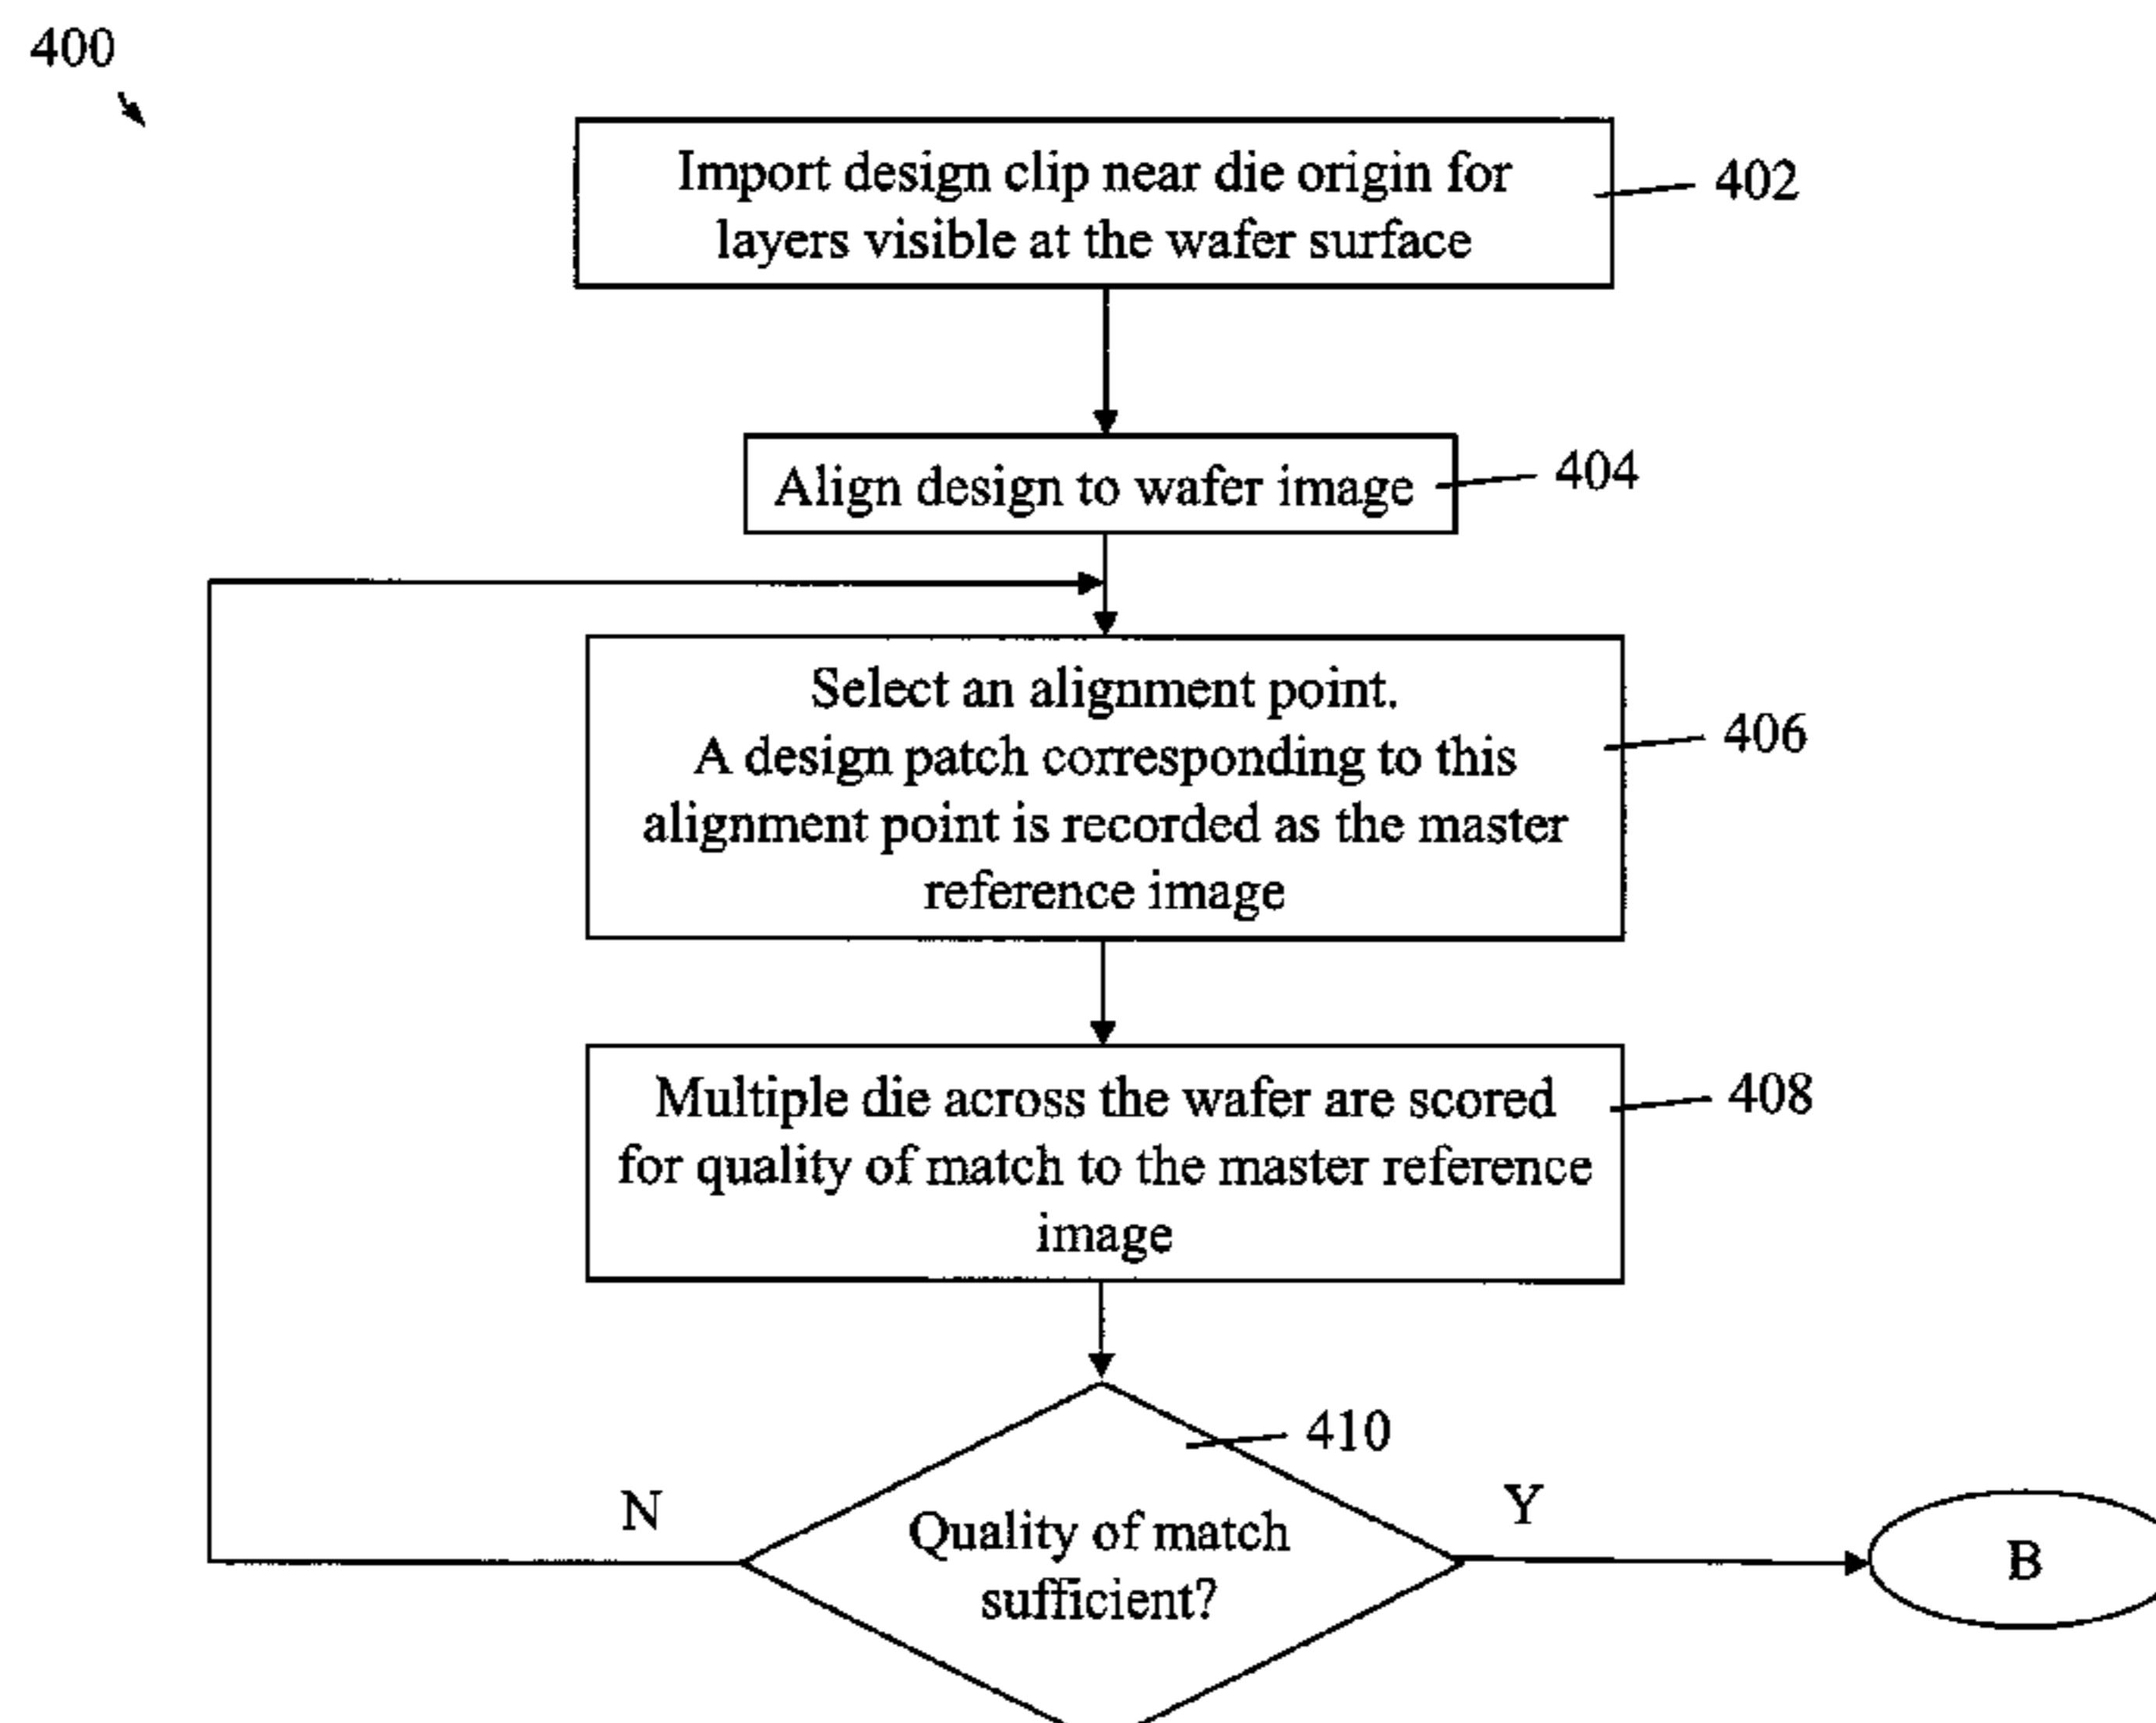 400
Import design clip near die origin for
layers visible at the wafer surface
402
Align design to wafer image
404
Select an alignment point.
A design patch corresponding to this
alignment point is recorded as the master
reference image
406
Multiple die across the wafer are scored
for quality of match to the master reference
image
408
410
N
Quality of match
sufficient?
Y
B